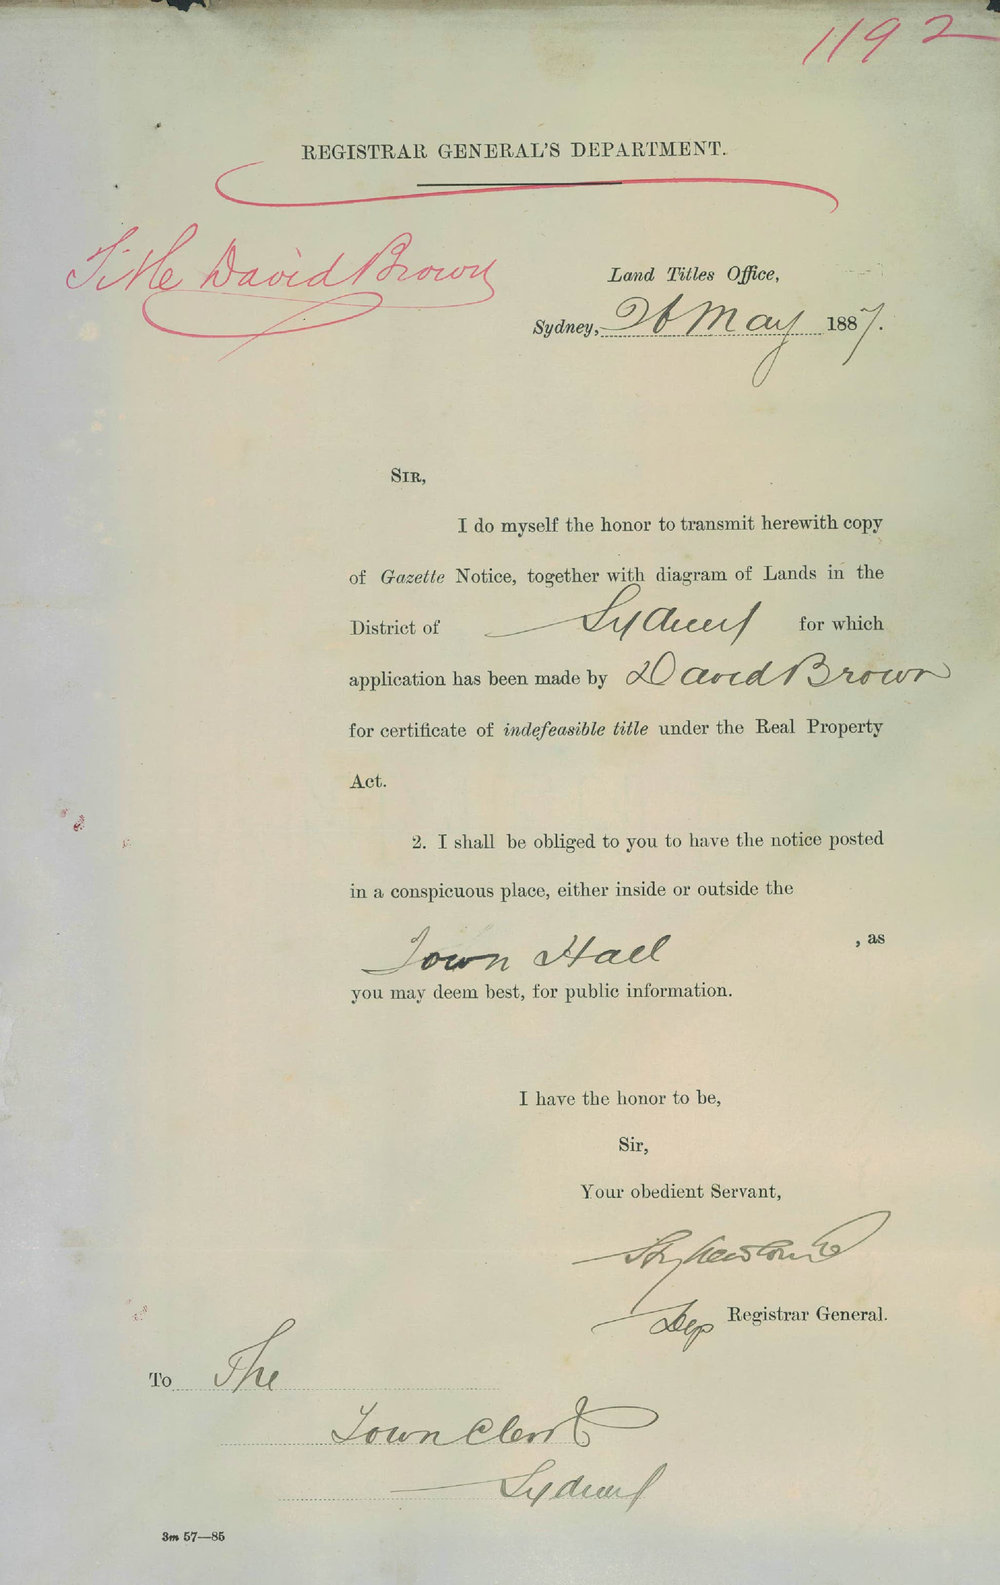 1192
REGISTRAR GENERAL'S DEPARTMENT.
Title David Brown
Land Titles Office,
Sydney, 26 May 1887.
SIR,
I do myself the honor to transmit herewith copy
of Gazette Notice, together with diagram of Lands in the
District of Sydney for which
application has been made by David Brown
for certificate of indefeasible title under the Real Property
Act.
2. I shall be obliged to you to have the notice posted
in a conspicuous place, either inside or outside the
Town Hall , as
you may deem best, for public information.
I have the honor to be,
Sir,
Your obedient Servant,
Dep Registrar General.
To The
Town Clerk
Sydney
3m 57—85